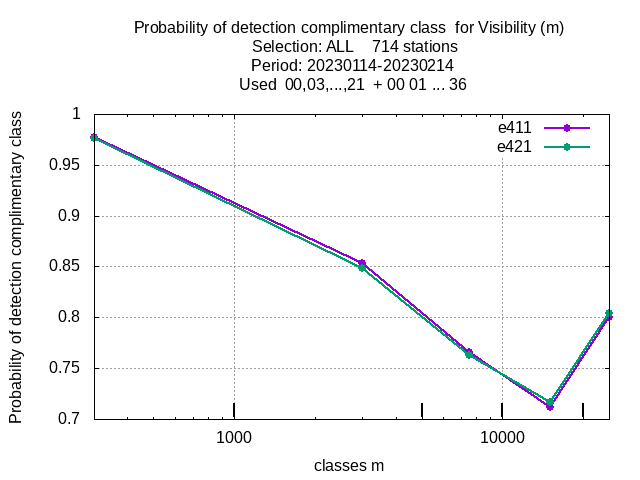 Probability of detection complimentary class  for Visibility (m)
Selection: ALL    714 stations
Period: 20230114-20230214
Used  00,03,...,21  + 00 01 ... 36
Probability of detection complimentary class
1
0.95
0.9
0.85
0.8
0.75
0.7
e411
e421
1000
10000
classes m